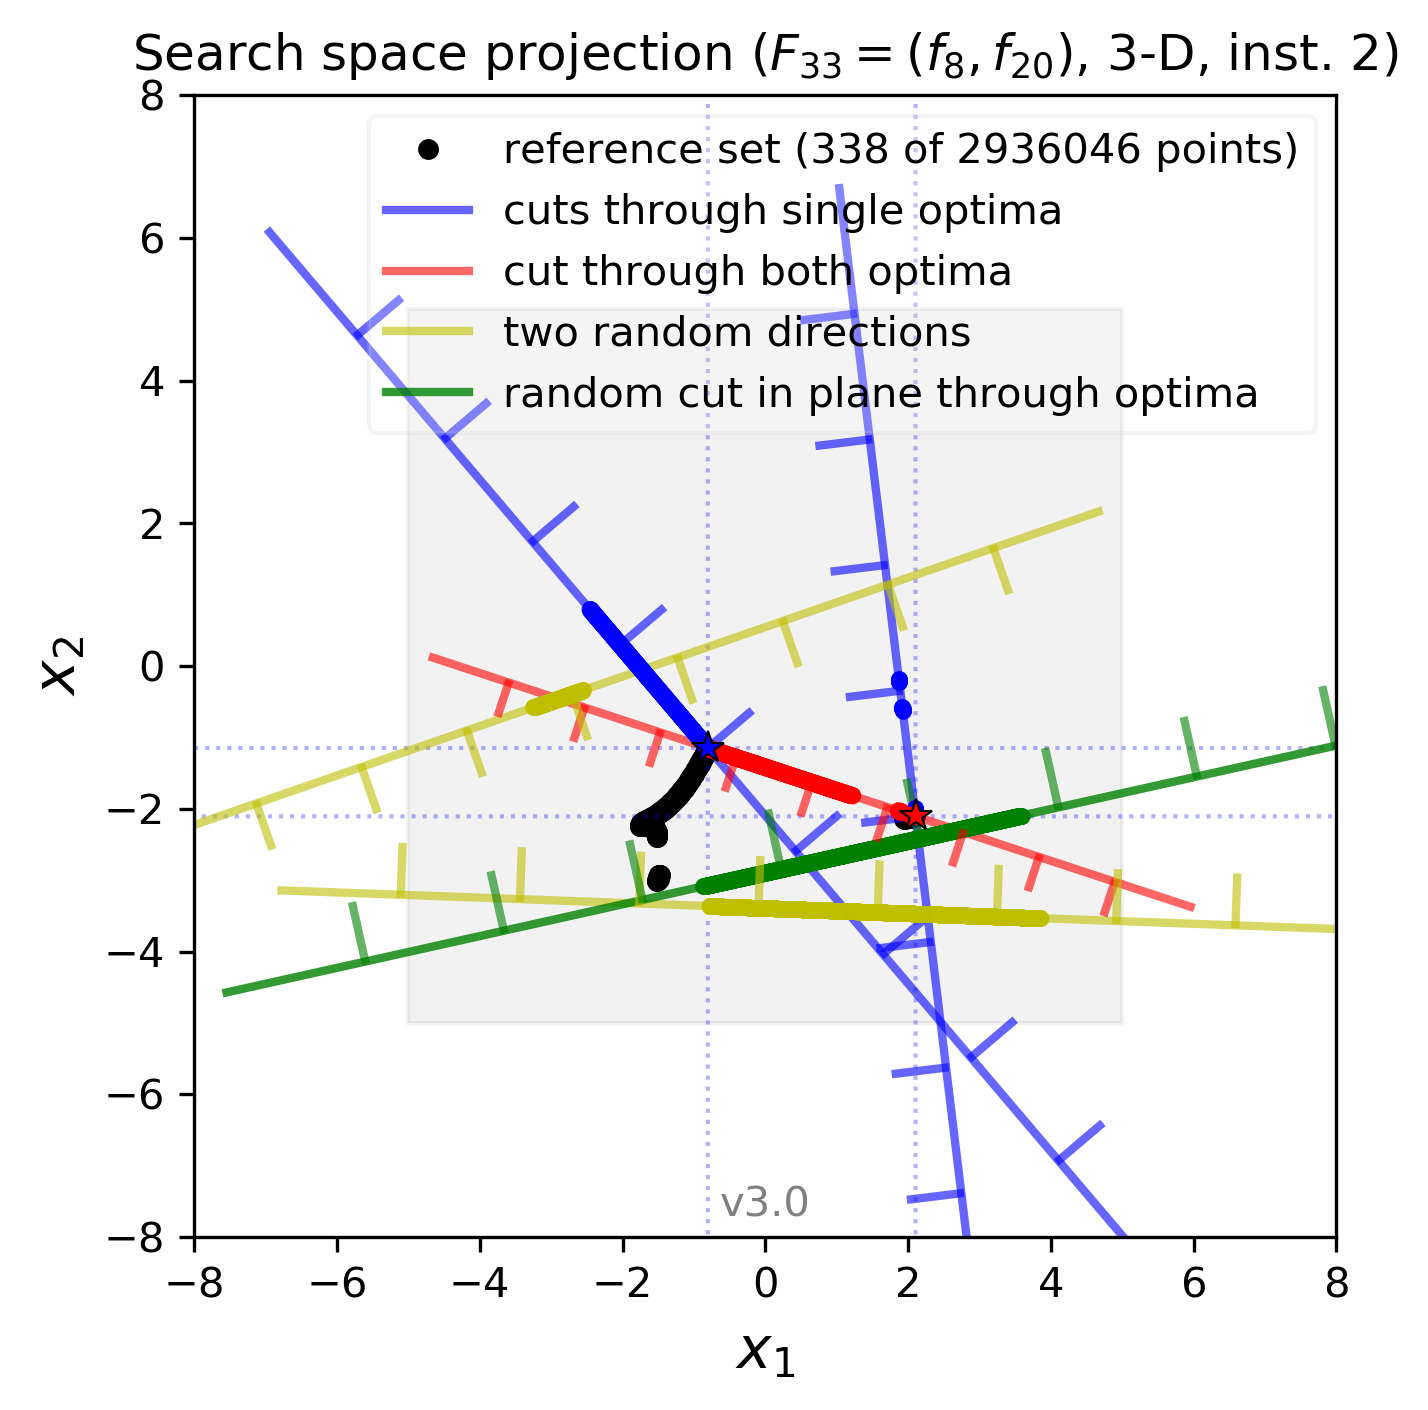 Search space projection (F₃₃ = (f₈, f₂₀), 3-D, inst. 2)
reference set (338 of 2936046 points)
cuts through single optima
cut through both optima
two random directions
random cut in plane through optima
8
6
4
2
0
−2
−4
−6
−8
x₂
v3.0
−8 −6 −4 −2 0 2 4 6 8
x₁